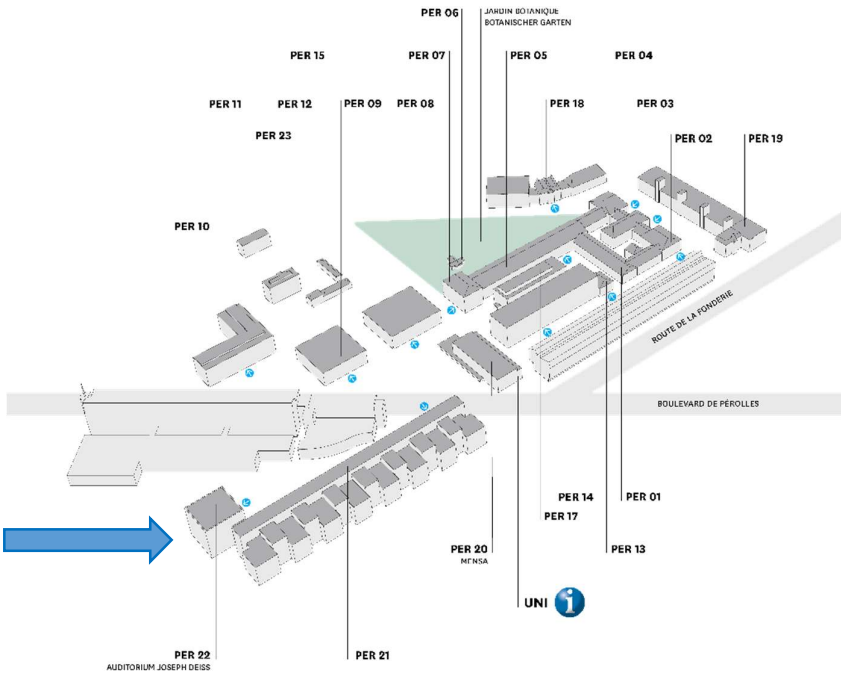 PER 06
JARDIN BOTANIQUE
BOTANISCHER GARTEN
PER 15
PER 07
PER 05
PER 04
PER 11
PER 12
PER 09
PER 08
PER 18
PER 03
PER 23
PER 02
PER 19
PER 10
ROUTE DE LA FONDERIE
BOULEVARD DE PÉROLLES
PER 14
PER 01
PER 17
PER 20
MENSA
PER 13
UNI i
PER 22
AUDITORIUM JOSEPH DEISS
PER 21